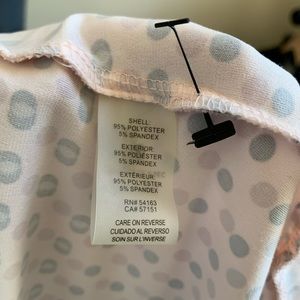 SHELL:
95% POLYESTER
5% SPANDEX
EXTERIOR
95% POLIÉSTER
5% SPANDEX
EXTÉRIEUR
95% POLYESTER
5% SPANDEX
RN# 54163
CA# 57151
CARE ON REVERSE
CUIDADO AL REVERSO
SOIN SUR L'INVERSE